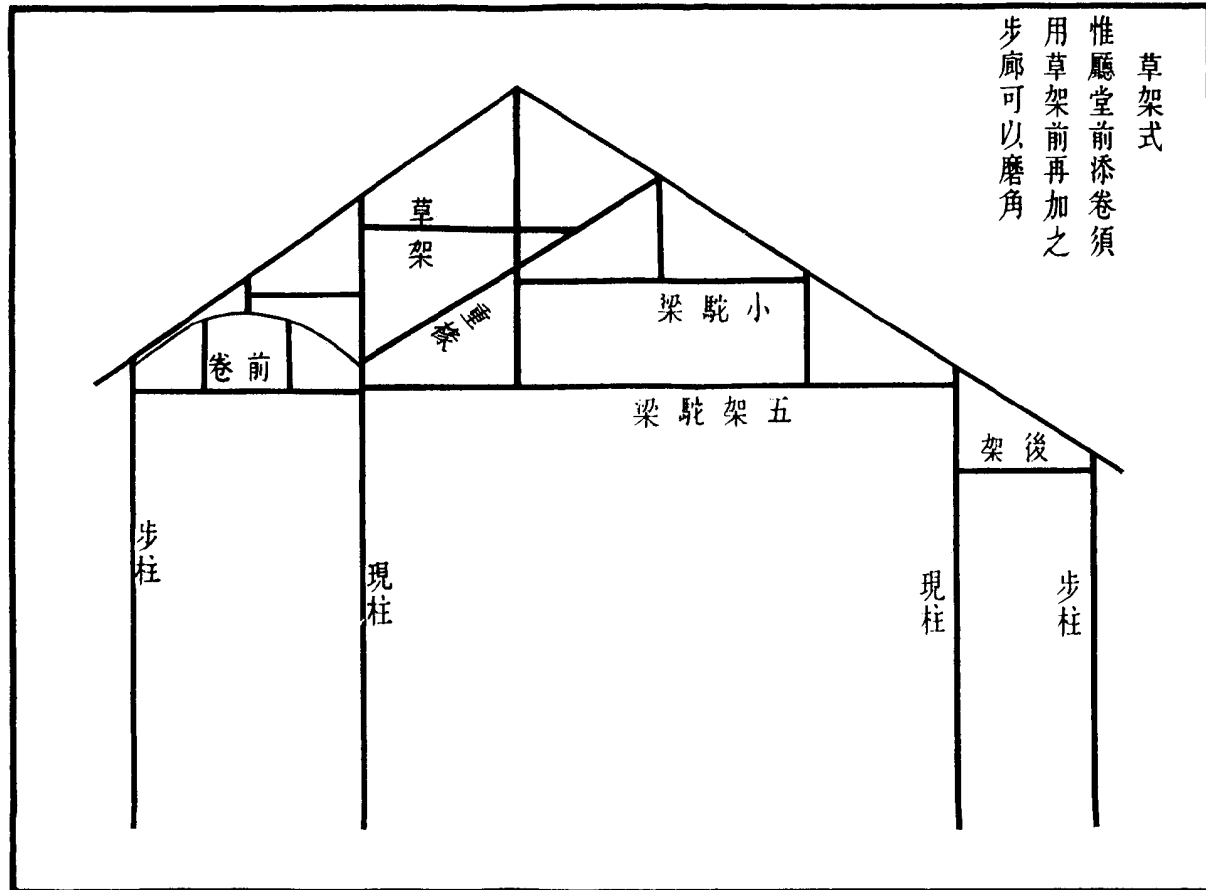 草架式
惟廳堂前添卷須
用草架前再加之
步廊可以磨角
草架
重椽
小駝梁
前卷
五架駝梁
後架
步柱
現柱
現柱
步柱